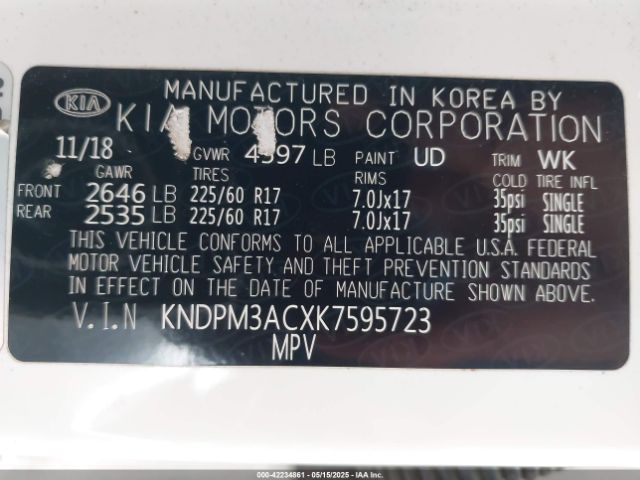 KIA MANUFACTURED IN KOREA BY
KIA MOTORS CORPORATION
11/18 GVWR 4597 LB PAINT UD TRIM WK
GAWR TIRES RIMS COLD TIRE INFL
FRONT 2646 LB 225/60 R17 7.0Jx17 35psi SINGLE
REAR 2535 LB 225/60 R17 7.0Jx17 35psi SINGLE
THIS VEHICLE CONFORMS TO ALL APPLICABLE U.S.A. FEDERAL
MOTOR VEHICLE SAFETY AND THEFT PREVENTION STANDARDS
IN EFFECT ON THE DATE OF MANUFACTURE SHOWN ABOVE.
V.I.N KNDPM3ACXK7595723
MPV
000-42234861 - 05/15/2025 - IAAI, Inc.